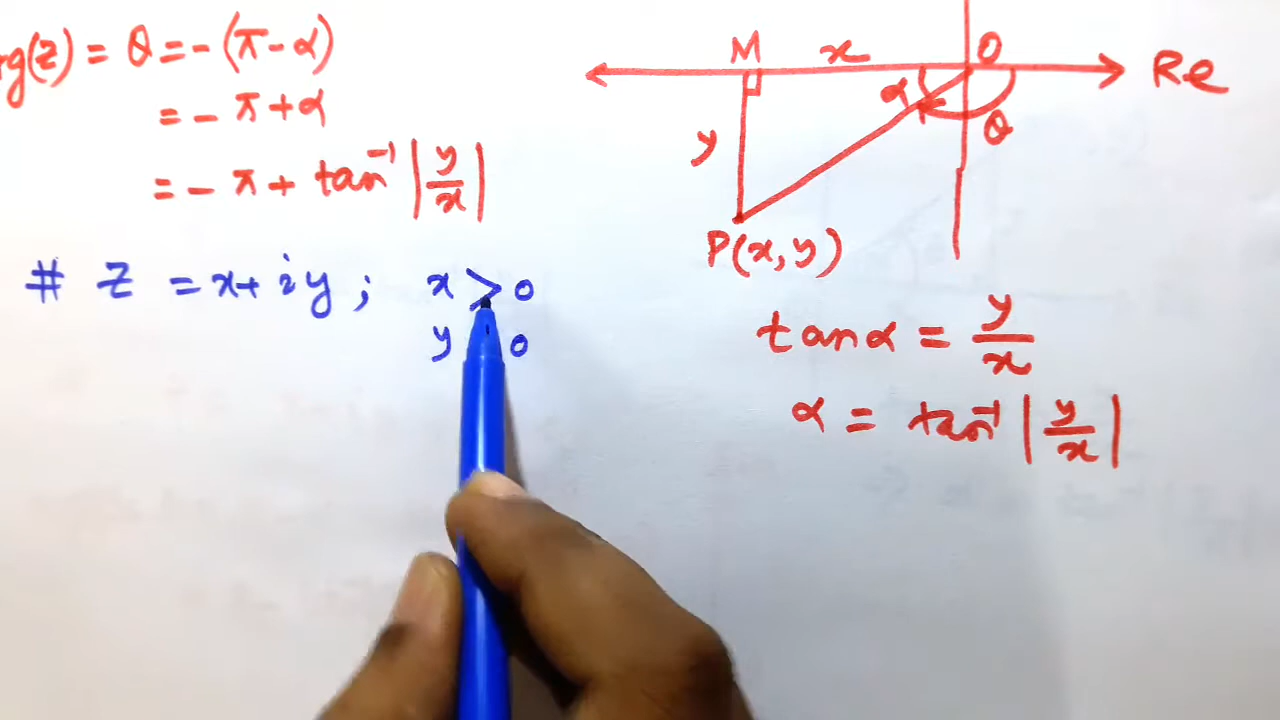 rg(z) = θ = - (π - α)
= - π + α
= - π + tan⁻¹ |y/x|
# z = x + iy ; x > 0
y 0
M x O Re
α θ
y
P(x, y)
tan α = y/x
α = tan⁻¹ |y/x|